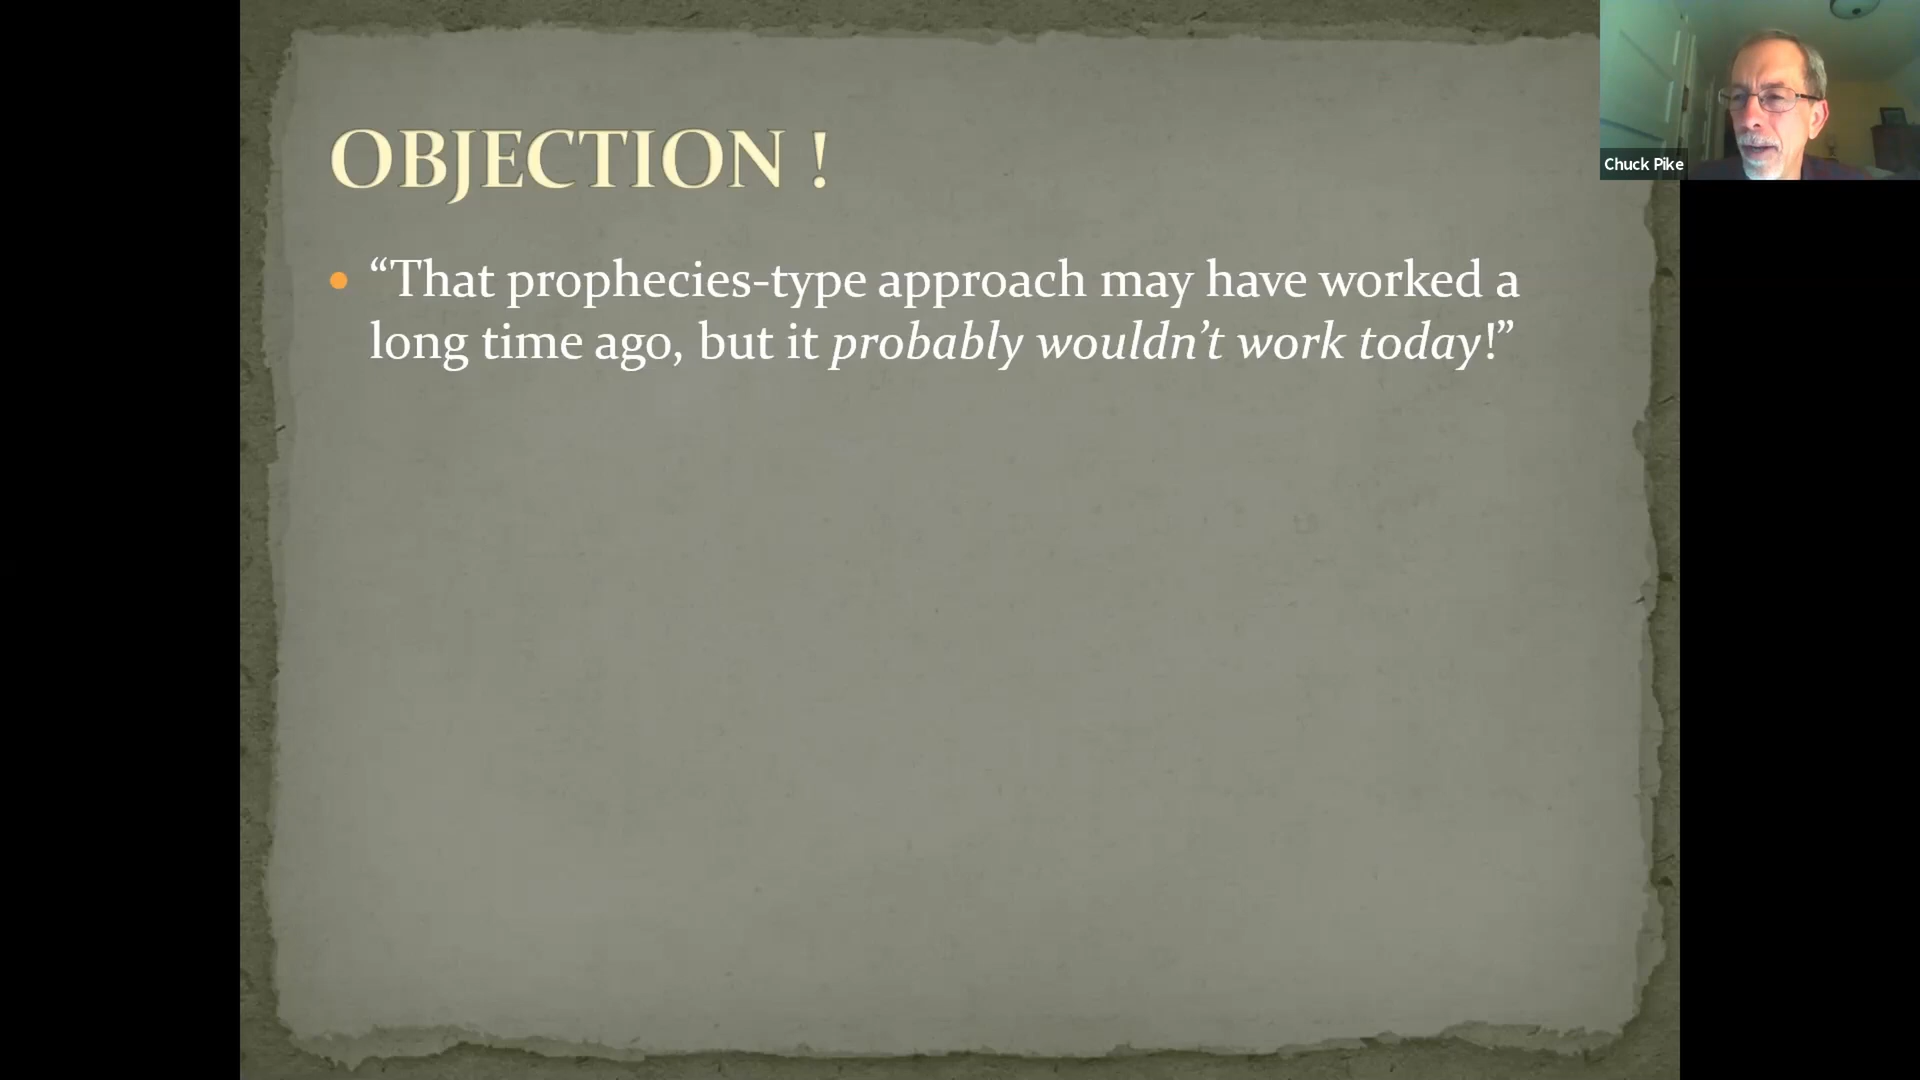 OBJECTION !
• “That prophecies-type approach may have worked a
long time ago, but it probably wouldn’t work today!”
Chuck Pike